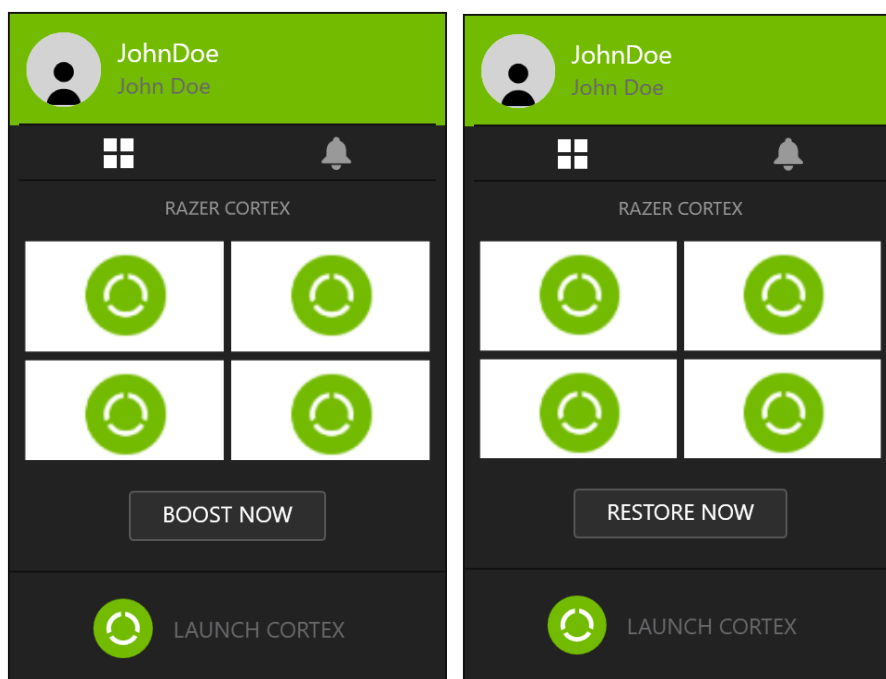 JohnDoe
John Doe
RAZER CORTEX
BOOST NOW
LAUNCH CORTEX
JohnDoe
John Doe
RAZER CORTEX
RESTORE NOW
LAUNCH CORTEX